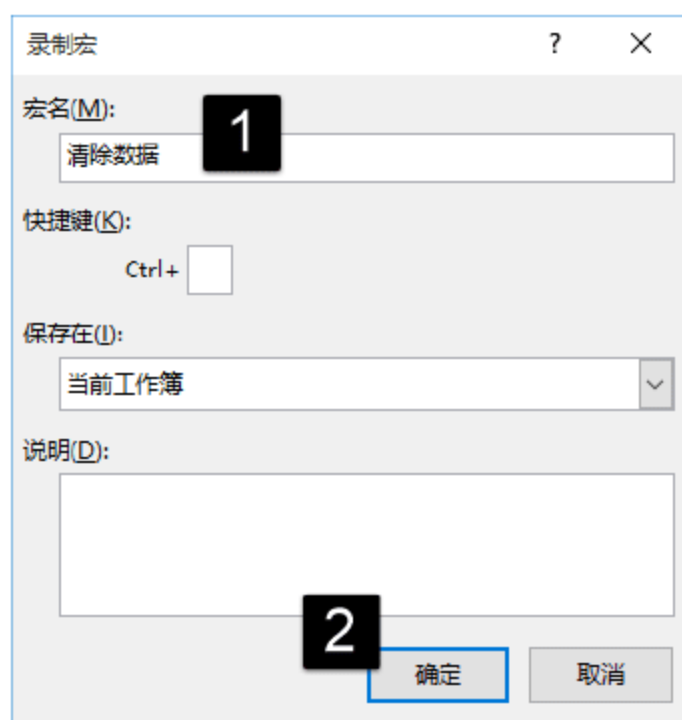 录制宏 ? ×
宏名(M):
1
清除数据
快捷键(K):
Ctrl+
保存在(I):
当前工作簿
说明(D):
2
确定 取消